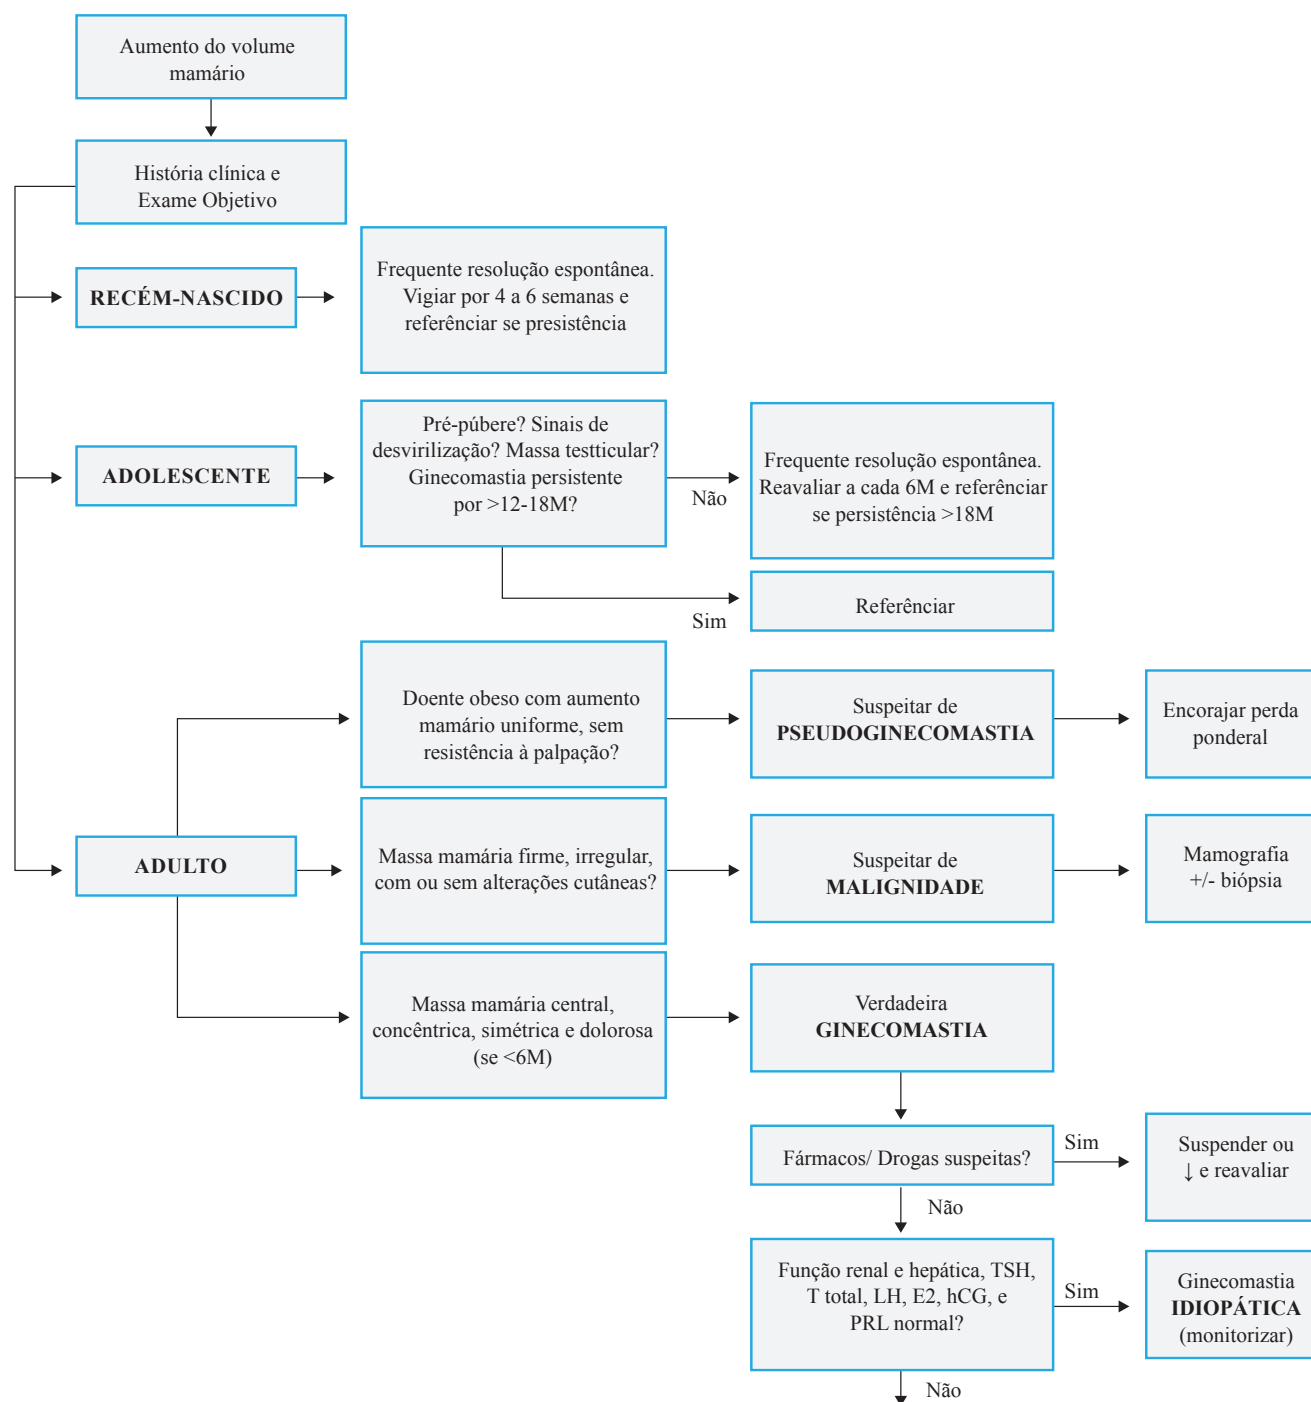 Aumento do volume
mamário
História clínica e
Exame Objetivo
RECÉM-NASCIDO
Frequente resolução espontânea.
Vigiar por 4 a 6 semanas e
referênciar se presistência
ADOLESCENTE
Pré-púbere? Sinais de
desvirilização? Massa testticular?
Ginecomastia persistente
por >12-18M?
Não
Frequente resolução espontânea.
Reavaliar a cada 6M e referênciar
se persistência >18M
Sim
Referênciar
ADULTO
Doente obeso com aumento
mamário uniforme, sem
resistência à palpação?
Suspeitar de
PSEUDOGINECOMASTIA
Encorajar perda
ponderal
Massa mamária firme, irregular,
com ou sem alterações cutâneas?
Suspeitar de
MALIGNIDADE
Mamografia
+/- biópsia
Massa mamária central,
concêntrica, simétrica e dolorosa
(se <6M)
Verdadeira
GINECOMASTIA
Fármacos/ Drogas suspeitas?
Sim
Suspender ou
↓ e reavaliar
Não
Função renal e hepática, TSH,
T total, LH, E2, hCG, e
PRL normal?
Sim
Ginecomastia
IDIOPÁTICA
(monitorizar)
Não